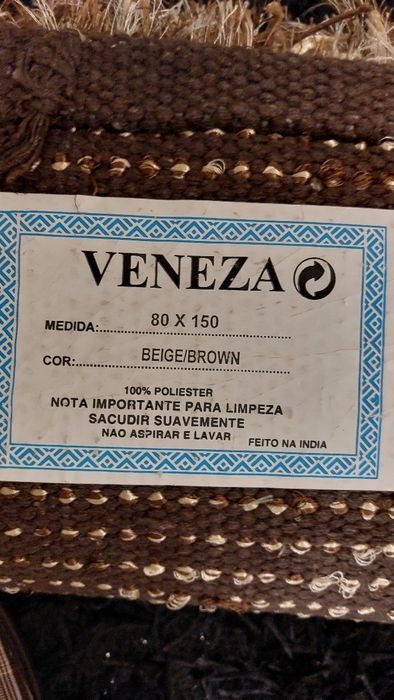 VENEZA
MEDIDA:................80 X 150................
COR:................BEIGE/BROWN................
100% POLIESTER
NOTA IMPORTANTE PARA LIMPEZA
SACUDIR SUAVEMENTE
NAO ASPIRAR E LAVAR FEITO NA INDIA